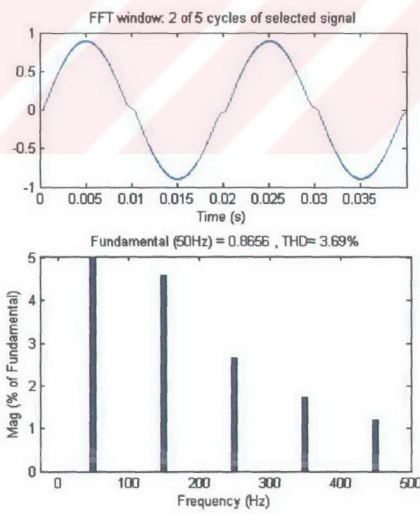 FFT window: 2 of 5 cycles of selected signal
1
0.5
0
-0.5
-1
0 0.005 0.01 0.015 0.02 0.025 0.03 0.035
Time (s)
Fundamental (50Hz) = 0.8656 , THD= 3.69%
5
4
3
2
1
0
Mag (% of Fundamental)
0 100 200 300 400 500
Frequency (Hz)